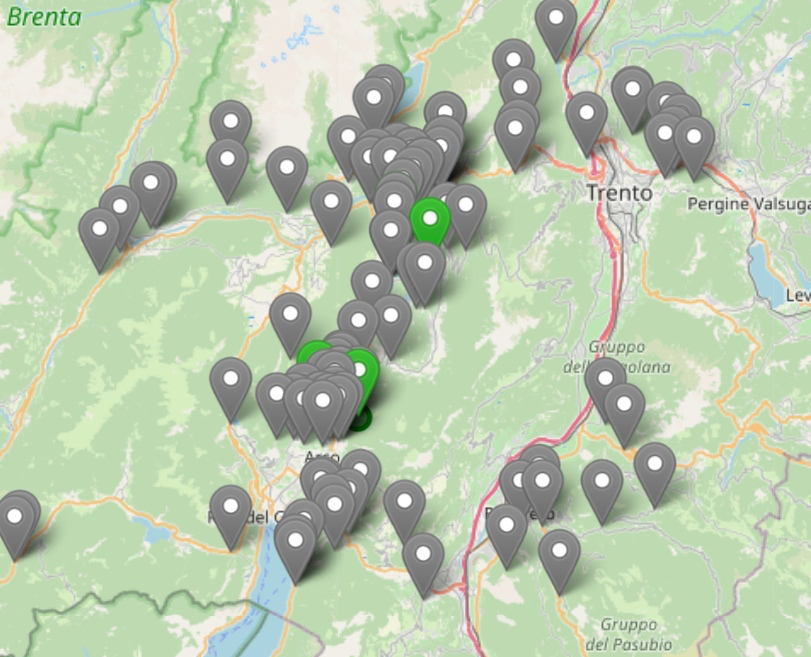 Brenta
Trento
Pergine Valsuga
Lev
Gruppo
Arco
Gruppo
del Pasubio